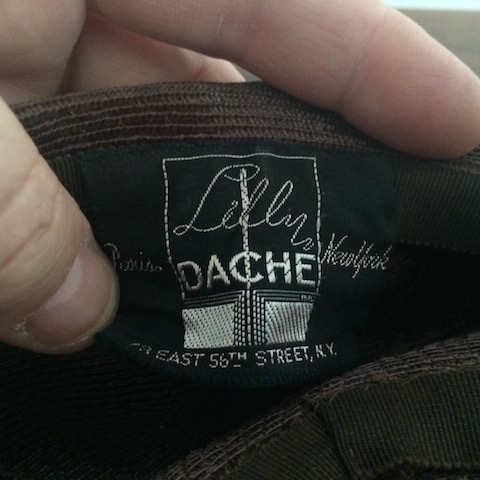 Lilly
Paris DACHE New York
EAST 56TH STREET, N.Y.